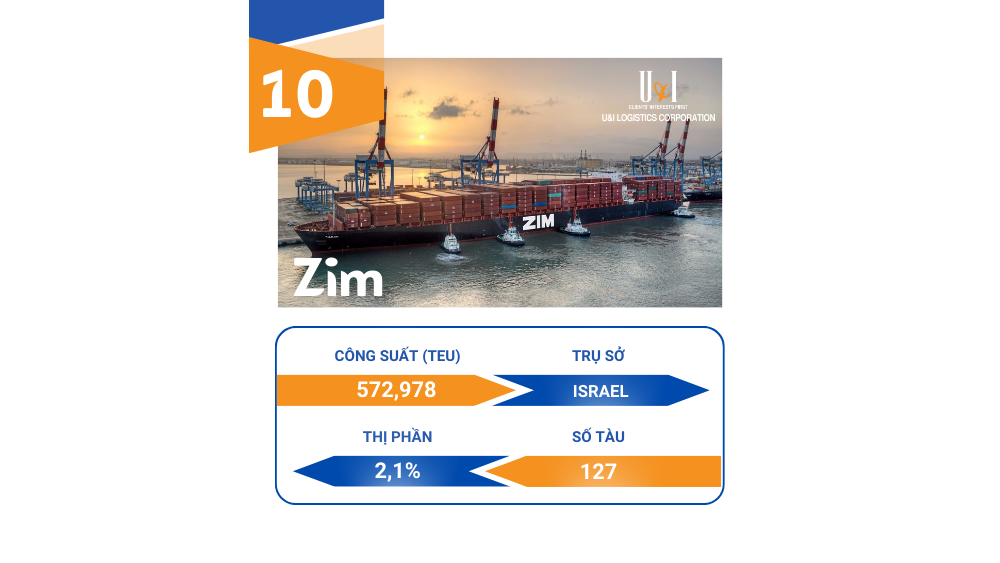 10
U&I
CLIENTS' INTERESTS FIRST
U&I LOGISTICS CORPORATION
ZIM
Zim
CÔNG SUẤT (TEU)
TRỤ SỞ
572,978
ISRAEL
THỊ PHẦN
SỐ TÀU
2,1%
127